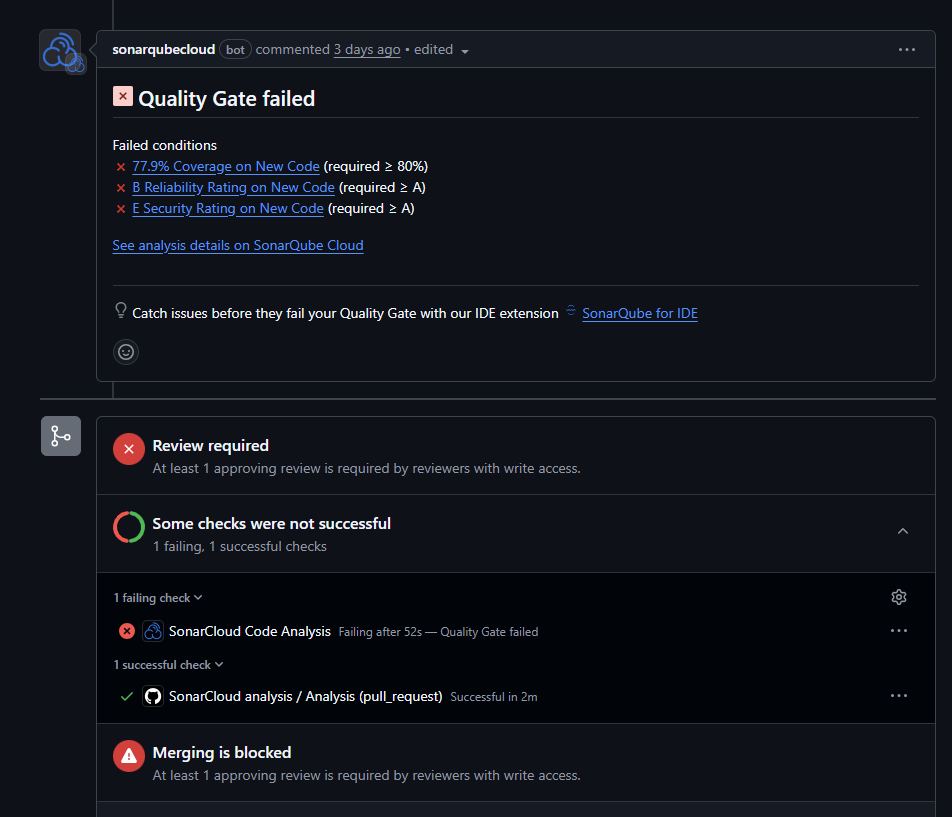 sonarqubecloud bot commented 3 days ago • edited
Quality Gate failed
Failed conditions
77.9% Coverage on New Code (required ≥ 80%)
B Reliability Rating on New Code (required ≥ A)
E Security Rating on New Code (required ≥ A)
See analysis details on SonarQube Cloud
Catch issues before they fail your Quality Gate with our IDE extension SonarQube for IDE
Review required
At least 1 approving review is required by reviewers with write access.
Some checks were not successful
1 failing, 1 successful checks
1 failing check
SonarCloud Code Analysis Failing after 52s — Quality Gate failed
1 successful check
SonarCloud analysis / Analysis (pull_request) Successful in 2m
Merging is blocked
At least 1 approving review is required by reviewers with write access.